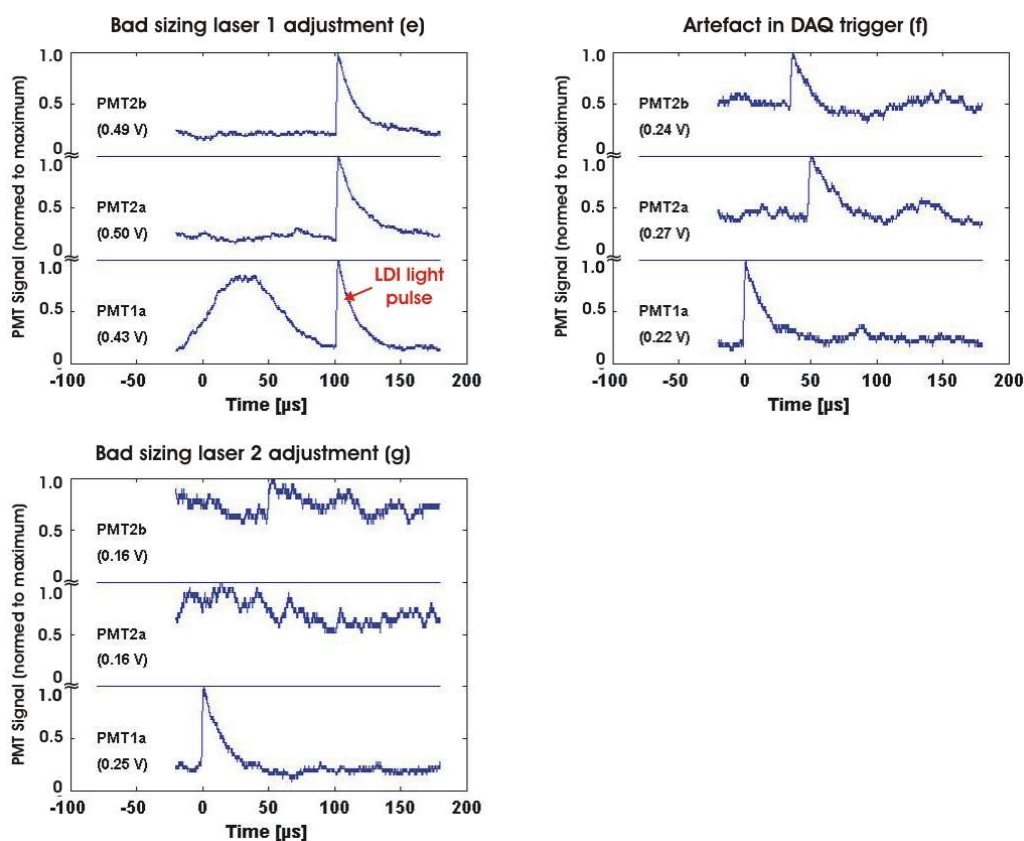 Bad sizing laser 1 adjustment (e)
PMT Signal (normed to maximum)
1.0
0.5
0
PMT2b
(0.49 V)
1.0
0.5
0
PMT2a
(0.50 V)
1.0
0.5
0
PMT1a
(0.43 V)
LDI light
pulse
-100 -50 0 50 100 150 200
Time [µs]
Artefact in DAQ trigger (f)
PMT Signal (normed to maximum)
1.0
0.5
0
PMT2b
(0.24 V)
1.0
0.5
0
PMT2a
(0.27 V)
1.0
0.5
0
PMT1a
(0.22 V)
-100 -50 0 50 100 150 200
Time [µs]
Bad sizing laser 2 adjustment (g)
PMT Signal (normed to maximum)
1.0
0.5
0
PMT2b
(0.16 V)
1.0
0.5
0
PMT2a
(0.16 V)
1.0
0.5
0
PMT1a
(0.25 V)
-100 -50 0 50 100 150 200
Time [µs]